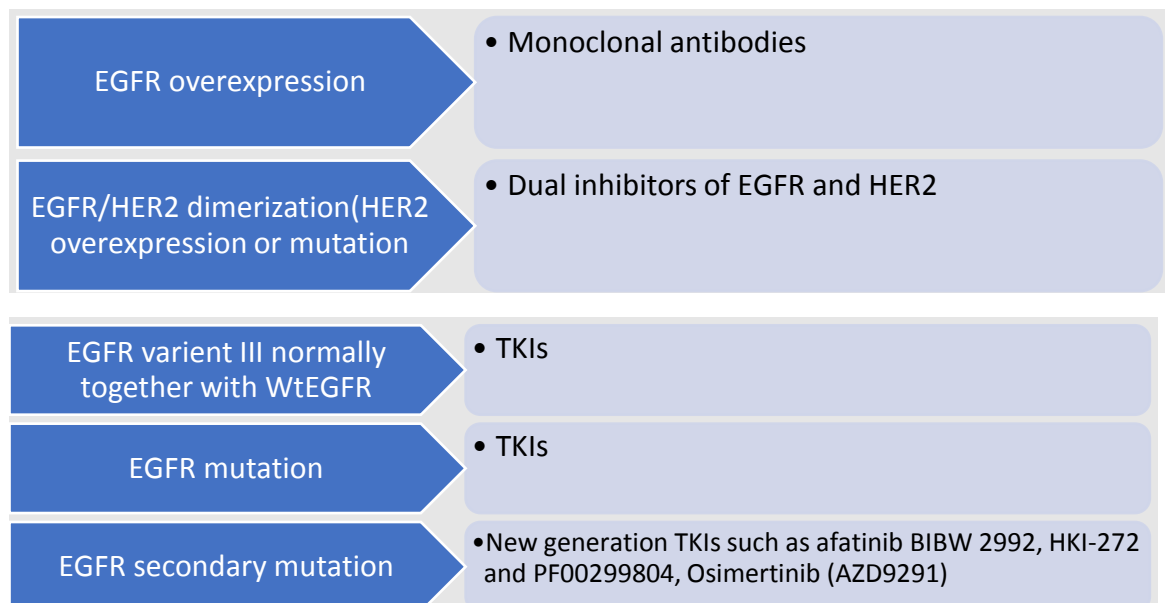 EGFR overexpression
• Monoclonal antibodies
EGFR/HER2 dimerization(HER2
overexpression or mutation
• Dual inhibitors of EGFR and HER2
EGFR varient III normally
together with WtEGFR
• TKIs
EGFR mutation
• TKIs
EGFR secondary mutation
•New generation TKIs such as afatinib BIBW 2992, HKI-272
and PF00299804, Osimertinib (AZD9291)